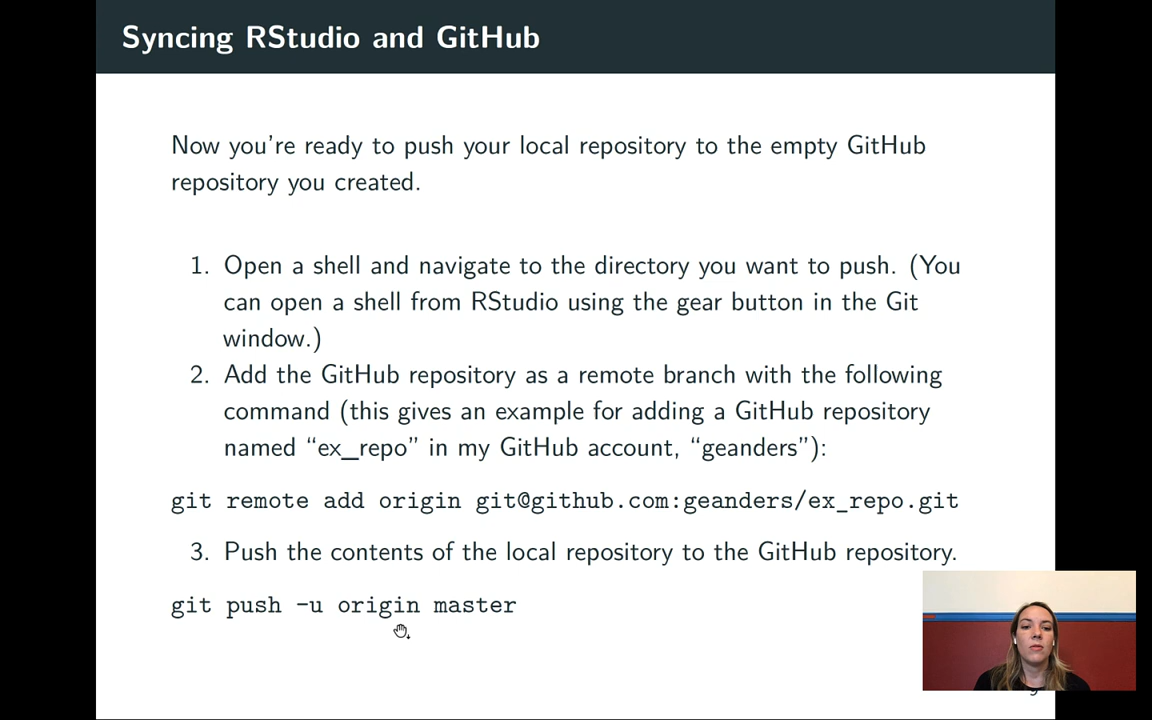 Syncing RStudio and GitHub
Now you're ready to push your local repository to the empty GitHub
repository you created.
1. Open a shell and navigate to the directory you want to push. (You
can open a shell from RStudio using the gear button in the Git
window.)
2. Add the GitHub repository as a remote branch with the following
command (this gives an example for adding a GitHub repository
named “ex_repo” in my GitHub account, “geanders”):
git remote add origin git@github.com:geanders/ex_repo.git
3. Push the contents of the local repository to the GitHub repository.
git push -u origin master